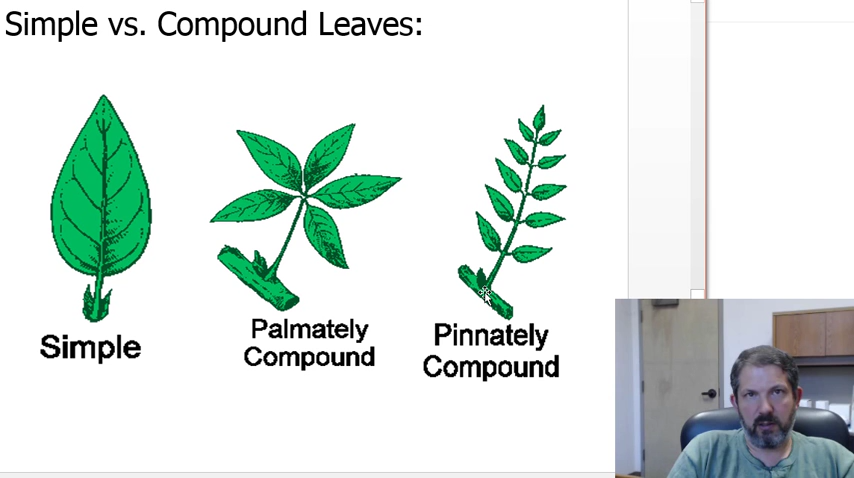 Simple vs. Compound Leaves:
Simple
Palmately
Compound
Pinnately
Compound